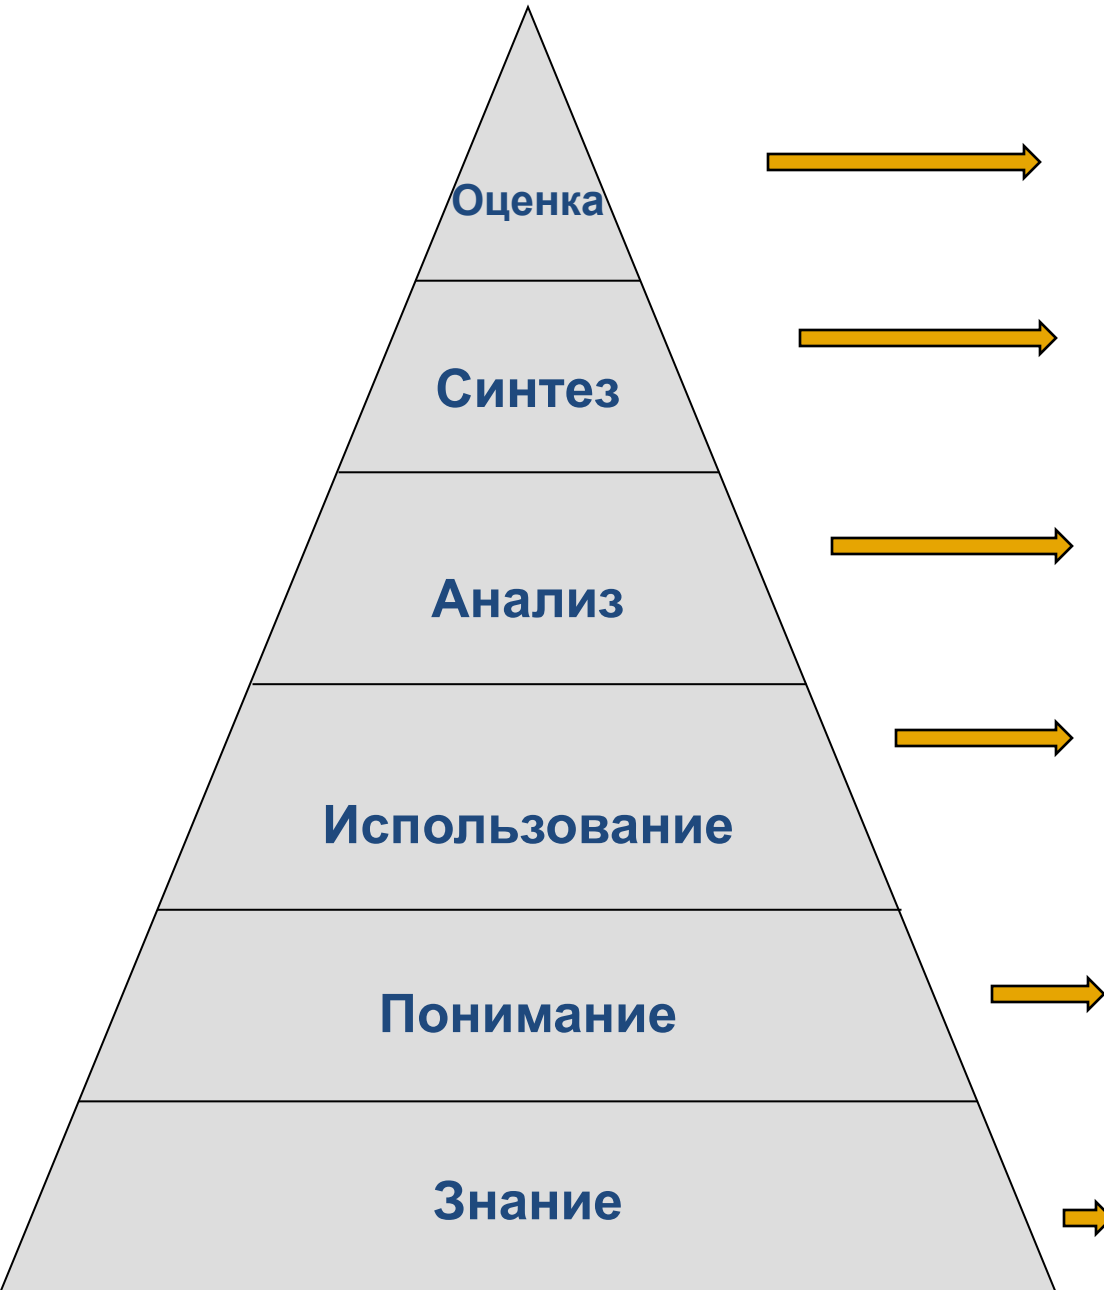 Оценка
Синтез
Анализ
Использование
Понимание
Знание